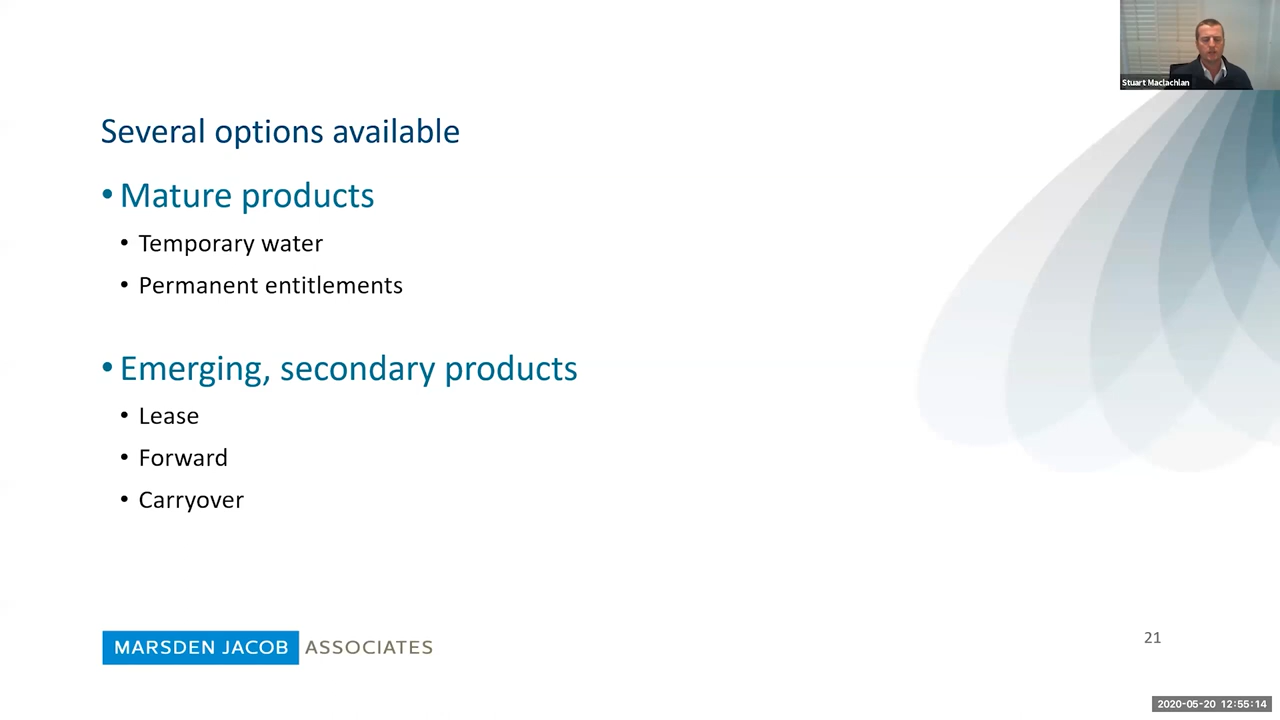 Stuart Maclachlan
Several options available
• Mature products
• Temporary water
• Permanent entitlements
• Emerging, secondary products
• Lease
• Forward
• Carryover
MARSDEN JACOB ASSOCIATES
21
2020-05-20 12:55:14